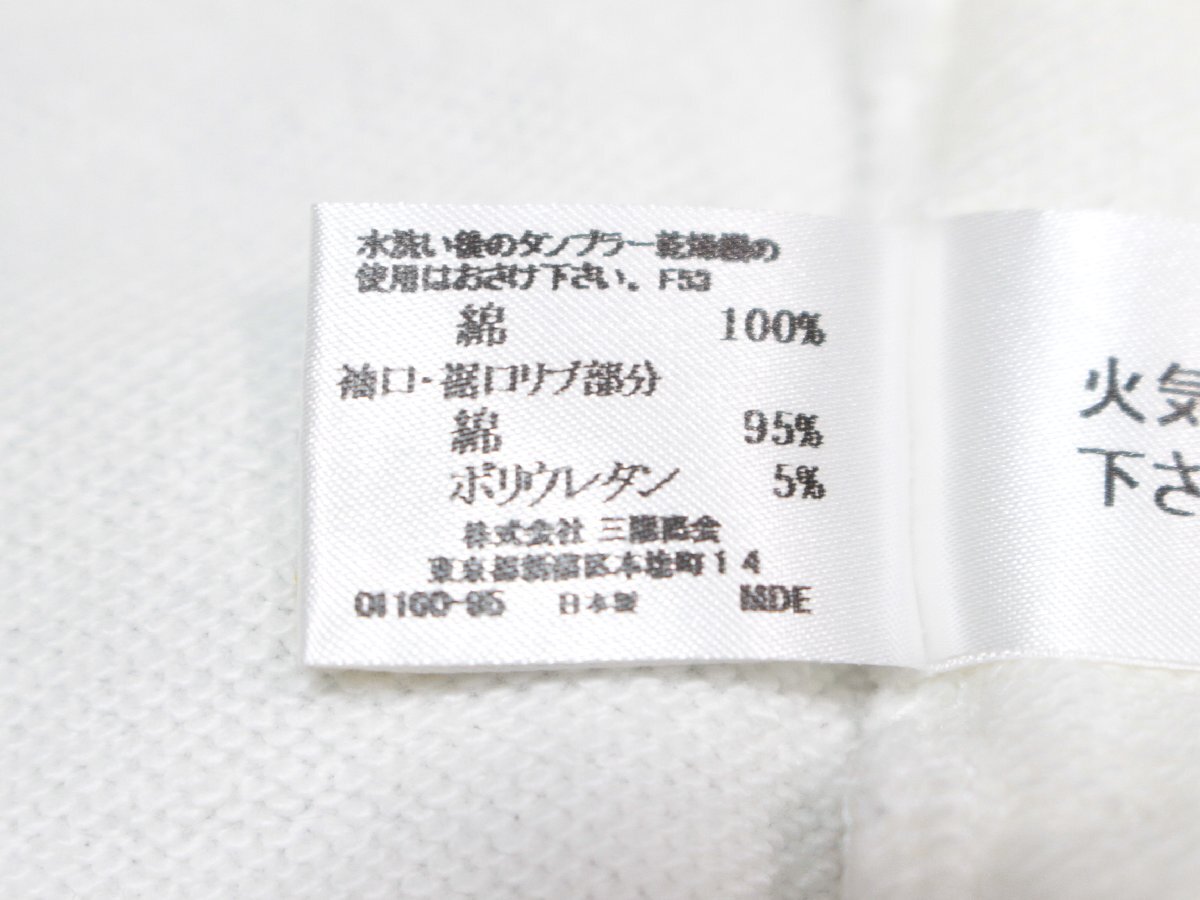 水洗い後のタンブラー乾燥機の
使用はおさけ下さい。F53
綿 100%
袖口・裾口リブ部分
綿 95%
ポリウレタン 5%
株式会社 三陽商会
東京都新宿区本塩町14
01160-95 日本製 MDE
火気
下さ